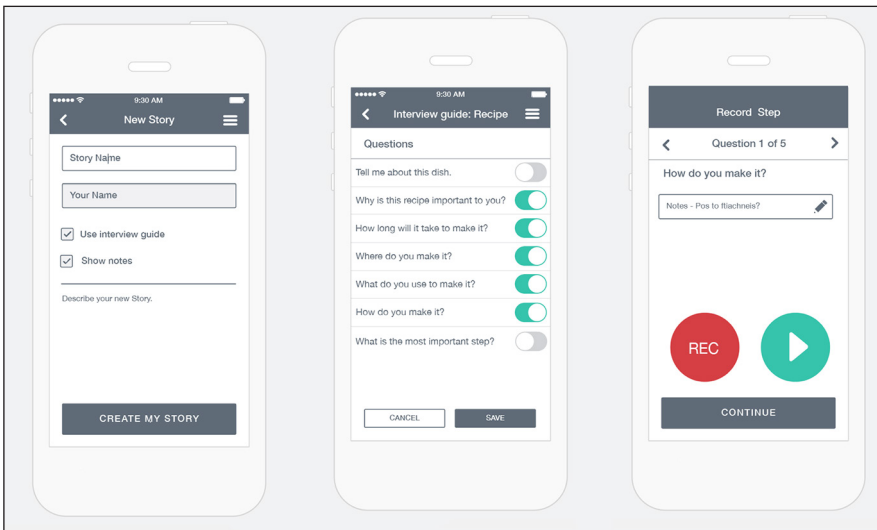 9:30 AM
New Story
Story Name
Your Name
Use interview guide
Show notes
Describe your new Story.
CREATE MY STORY
9:30 AM
Interview guide: Recipe
Questions
Tell me about this dish.
Why is this recipe important to you?
How long will it take to make it?
Where do you make it?
What do you use to make it?
How do you make it?
What is the most important step?
CANCEL
SAVE
Record Step
Question 1 of 5
How do you make it?
Notes - Pos to ftiachneis?
REC
CONTINUE